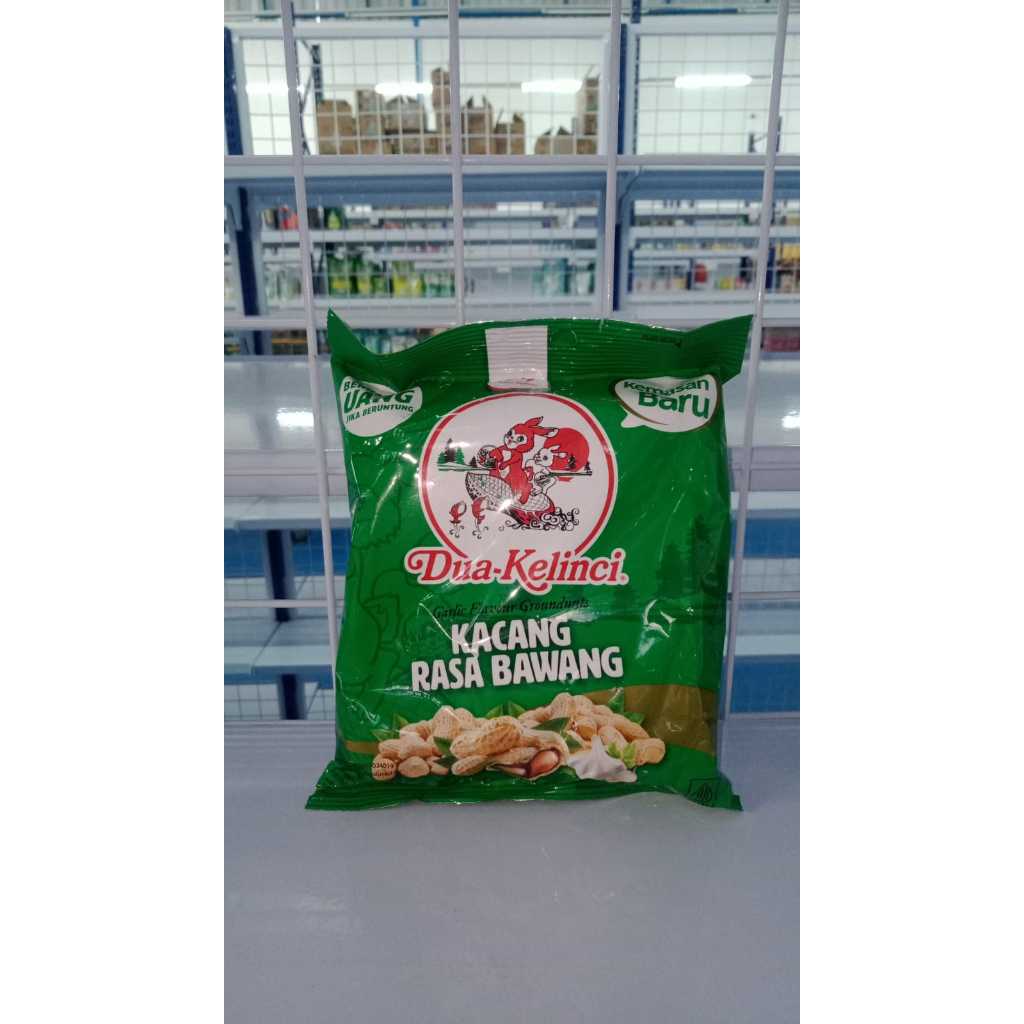 UANG
JIKA BERUNTUNG
Kemasan
Baru
Dua-Kelinci®
Garlic Flavour Groundnuts
KACANG
RASA BAWANG